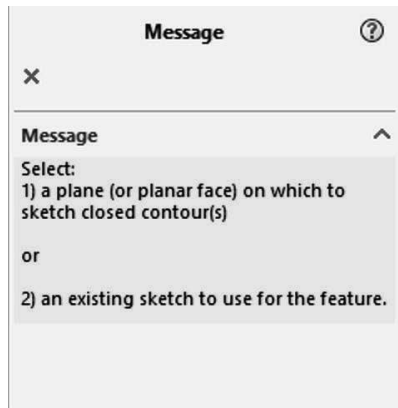 Message
Message
Select:
1) a plane (or planar face) on which to
sketch closed contour(s)
or
2) an existing sketch to use for the feature.